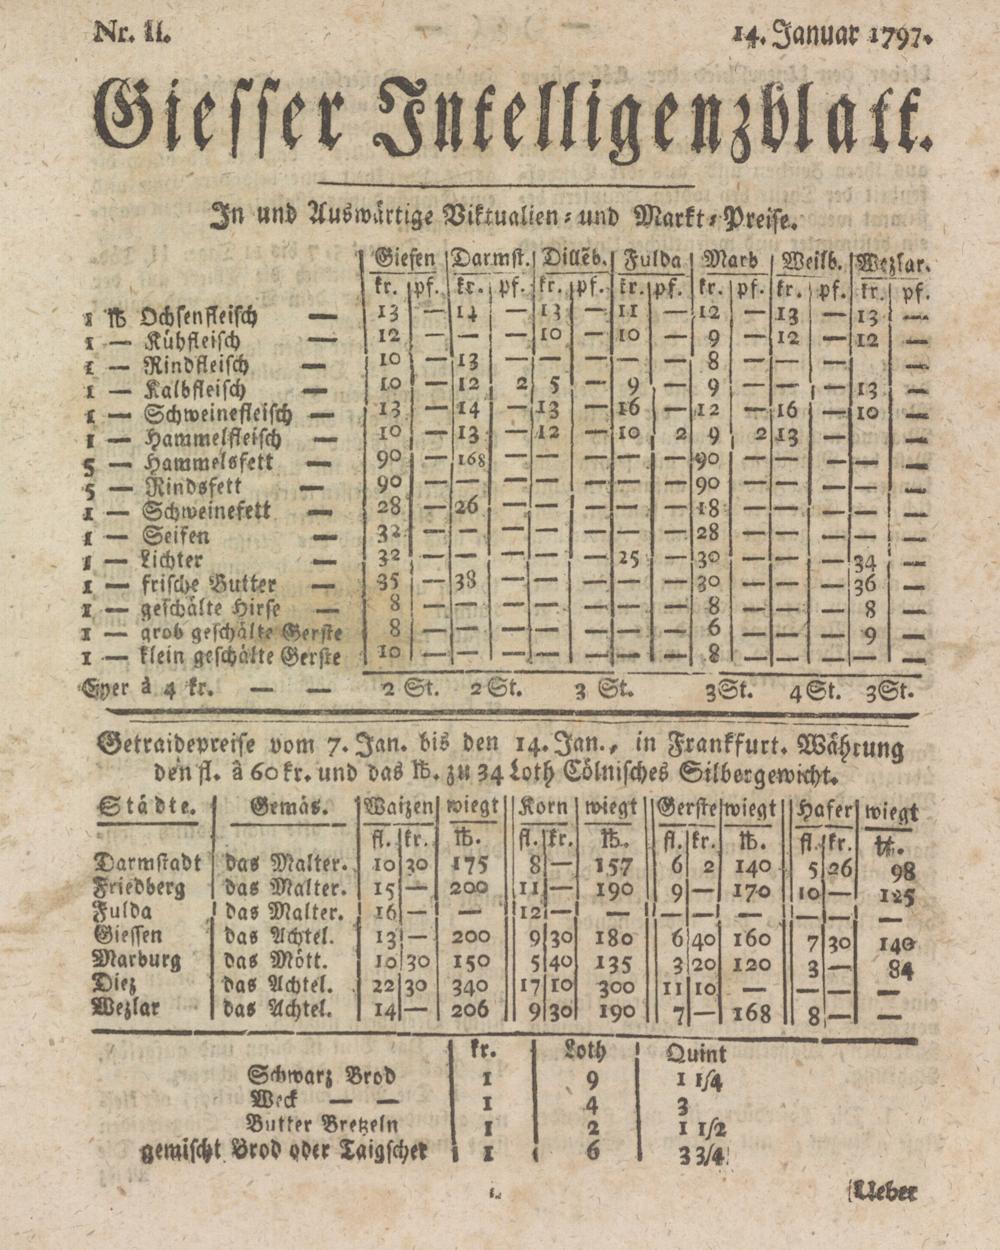 Nr. II. 14. Januar 1797.
Giesser Intelligenzblatt.
In und Auswärtige Viktualien- und Markt-Preise.
Giesen Darmst. Dillēb. Fulda Marb Weilb. Wezlar.
kr. pf. kr. pf. kr. pf. kr. pf. kr. pf. kr. pf. kr. pf.
1 ℔ Ochsenfleisch — 13 — 14 — 13 — 11 — 12 — 13 — 13 —
1 — Kühfleisch — 12 — — — 10 — 10 — 9 — 12 — 12 —
1 — Rindfleisch — 10 — 13 — — — — — 8 — — — — —
1 — Kalbfleisch — 10 — 12 2 5 — 9 — 9 — — — 13 —
1 — Schweinefleisch — 13 — 14 — 13 — 16 — 12 — 16 — 10 —
1 — Hammelfleisch — 10 — 13 — 12 — 10 2 9 2 13 — — —
5 — Hammelsfett — 90 — 168 — — — — — 90 — — — — —
5 — Rindsfett — 90 — — — — — — — 90 — — — — —
1 — Schweinefett — 28 — 26 — — — — — 18 — — — — —
1 — Seifen — 32 — — — — — — — 28 — — — — —
1 — Lichter — 32 — — — — — 25 — 30 — — — 34 —
1 — frische Butter — 35 — 38 — — — — — 30 — — — 36 —
1 — geschälte Hirse — 8 — — — — — — — 8 — — — 8 —
1 — grob geschälte Gerste 8 — — — — — — — 6 — — — 9 —
1 — klein geschälte Gerste 10 — — — — — — — 8 — — — — —
Eyer à 4 kr. — — 2 St. 2 St. 3 St. 3 St. 4 St. 3 St.
Getraidepreise vom 7. Jan. bis den 14. Jan., in Frankfurt. Währung
den fl. â 60 kr. und das ℔. zu 34 Loth Cölnisches Silbergewicht.
Städte. Gemäs. Waizen wiegt Korn wiegt Gerste wiegt Hafer wiegt
fl. kr. ℔. fl. kr. ℔. fl. kr. ℔. fl. kr. ℔.
Darmstadt das Malter. 10 30 175 8 — 157 6 2 140 5 26 98
Friedberg das Malter. 15 — 200 11 — 190 9 — 170 10 — 125
Fulda das Malter. 16 — — 12 — — — — — — — —
Giessen das Achtel. 13 — 200 9 30 180 6 40 160 7 30 140
Marburg das Mött. 10 30 150 5 40 135 3 20 120 3 — 84
Diez das Achtel. 22 30 340 17 10 300 11 10 — — — —
Wezlar das Achtel. 14 — 206 9 30 190 7 — 168 8 — —
kr. Loth Quint
Schwarz Brod 1 9 1 1/4
Weck — — 1 4 3
Butter Bretzeln 1 2 1 1/2
gemischt Brod oder Taigscher 1 6 3 3/4
Ueber